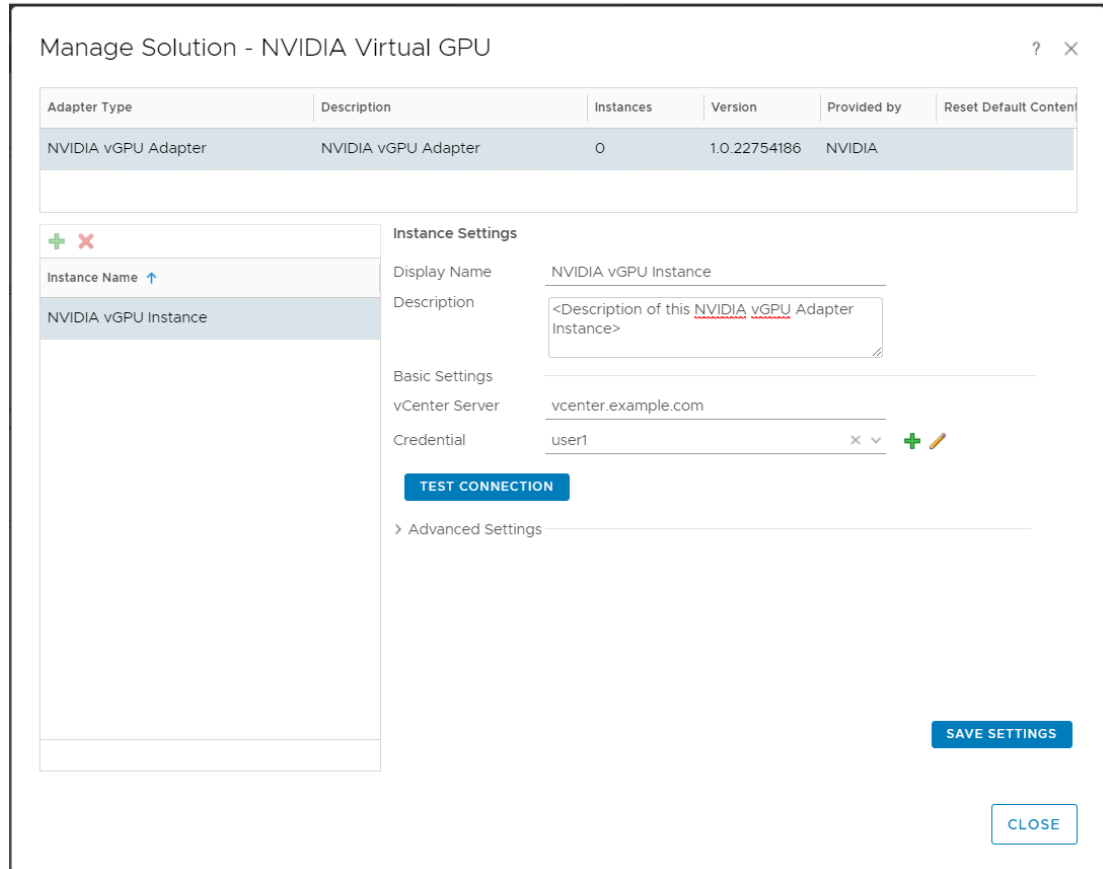 Manage Solution - NVIDIA Virtual GPU ?
Adapter Type Description Instances Version Provided by Reset Default Content
NVIDIA vGPU Adapter NVIDIA vGPU Adapter 0 1.0.22754186 NVIDIA
Instance Name
NVIDIA vGPU Instance
Instance Settings
Display Name NVIDIA vGPU Instance
Description <Description of this NVIDIA vGPU Adapter
Instance>
Basic Settings
vCenter Server vcenter.example.com
Credential user1
TEST CONNECTION
Advanced Settings
SAVE SETTINGS
CLOSE